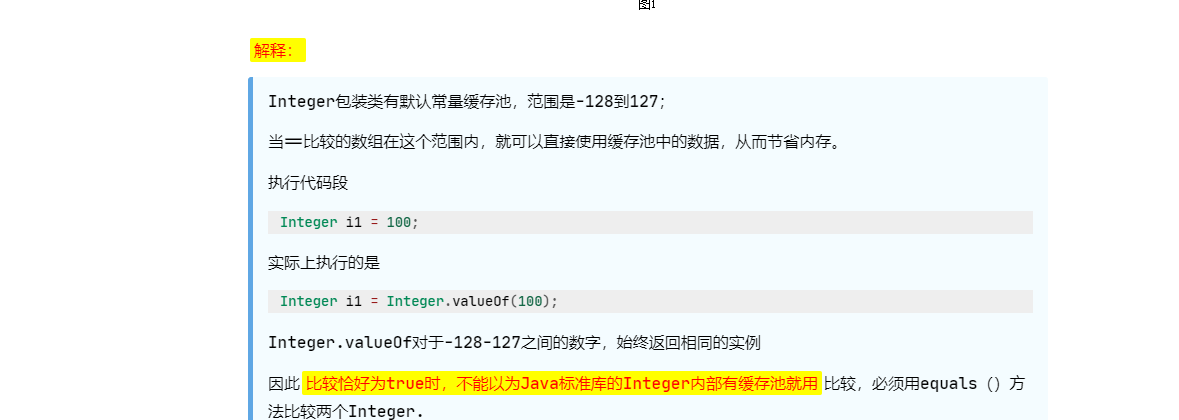 图1
解释：
Integer包装类有默认常量缓存池，范围是-128到127；
当==比较的数组在这个范围内，就可以直接使用缓存池中的数据，从而节省内存。
执行代码段
Integer i1 = 100;
实际上执行的是
Integer i1 = Integer.valueOf(100);
Integer.valueOf对于-128-127之间的数字，始终返回相同的实例
因此 比较恰好为true时，不能以为Java标准库的Integer内部有缓存池就用 比较，必须用equals（）方
法比较两个Integer.